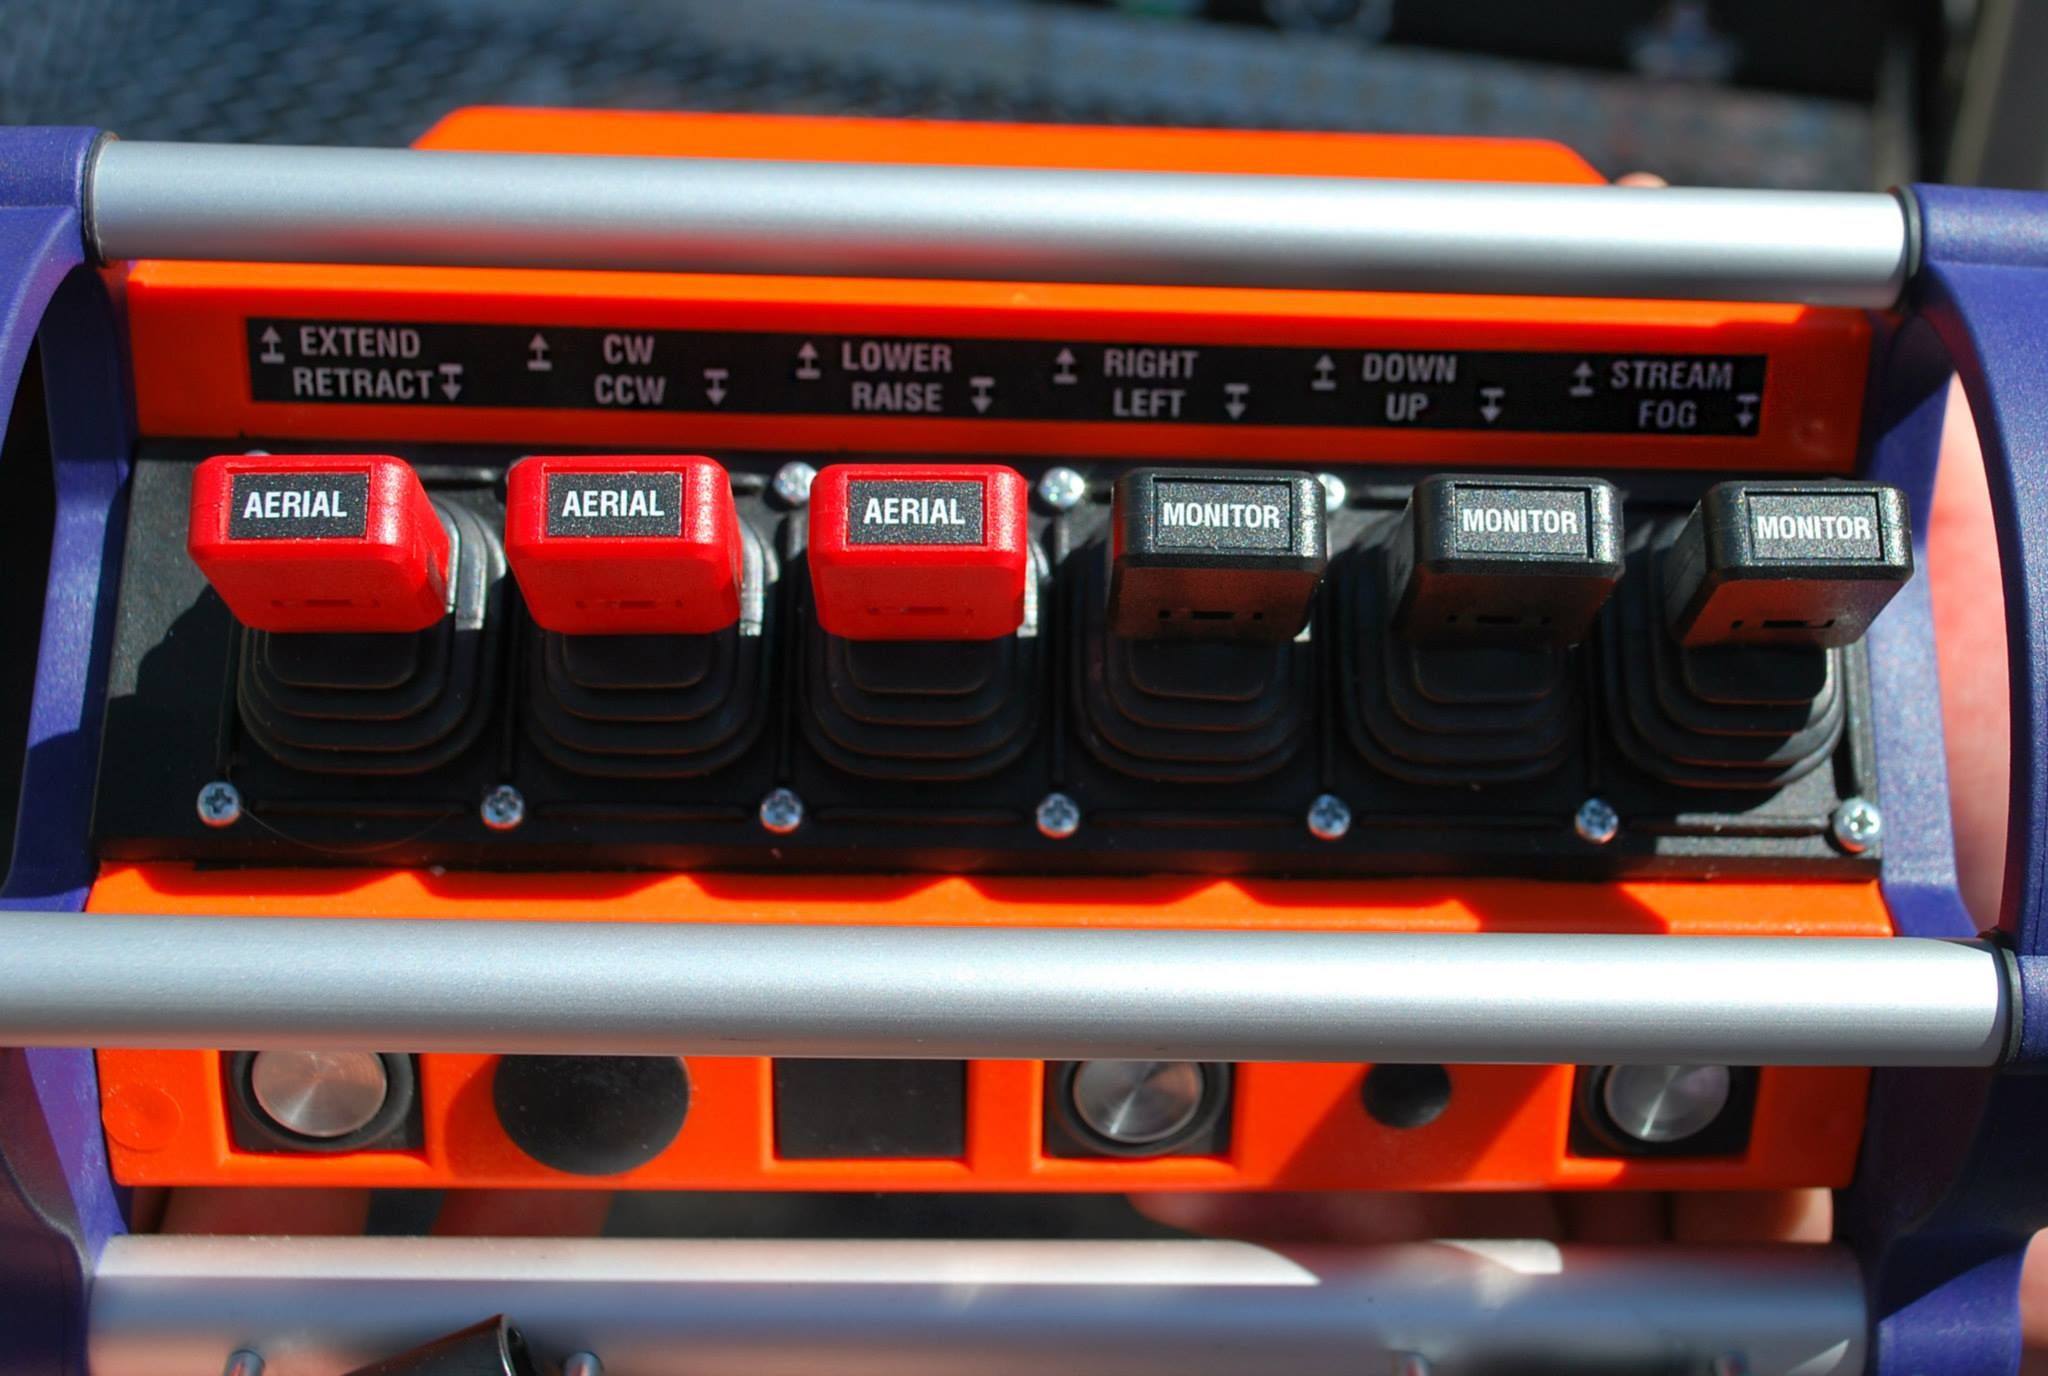 EXTEND
RETRACT
CW
CCW
LOWER
RAISE
RIGHT
LEFT
DOWN
UP
STREAM
FOG
AERIAL
AERIAL
AERIAL
MONITOR
MONITOR
MONITOR